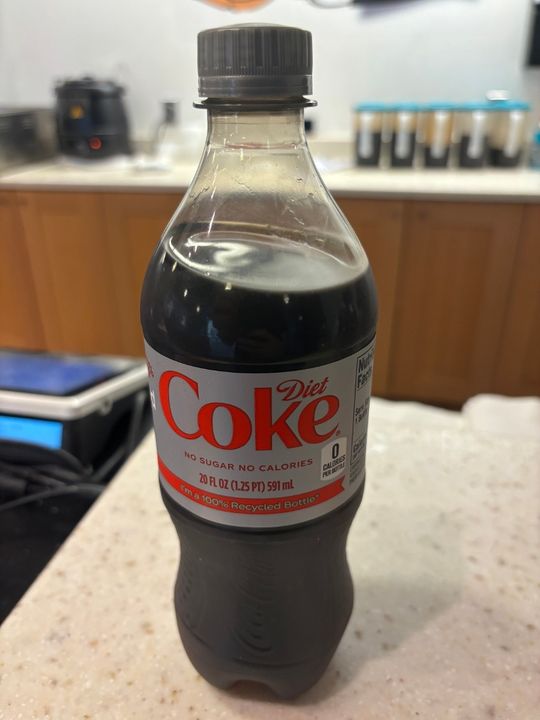 Diet
Coke
NO SUGAR NO CALORIES
20 FL OZ (1.25 PT) 591 mL
I'm a 100% Recycled Bottle*
0
CALORIES
PER BOTTLE